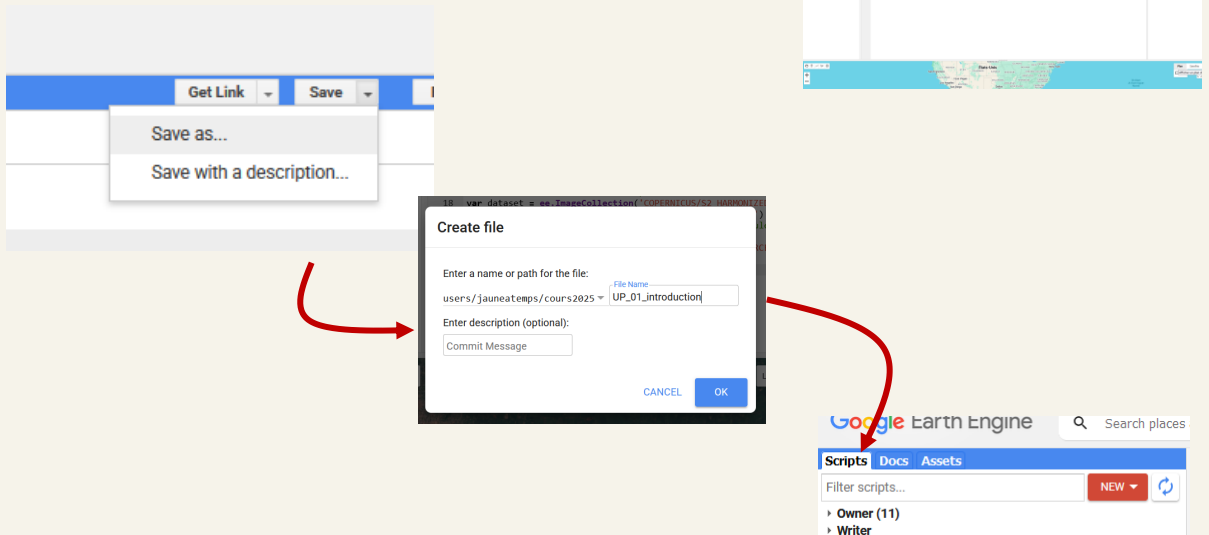 Get Link
Save
Save as...
Save with a description...
18 var dataset = ee.ImageCollection('COPERNICUS/S2_HARMONIZE
Create file
Enter a name or path for the file:
File Name
users/jauneatemps/cours2025
UP_01_introduction
Enter description (optional):
Commit Message
CANCEL
OK
Google Earth Engine
Search places
Scripts
Docs
Assets
Filter scripts...
NEW
Owner (11)
Writer